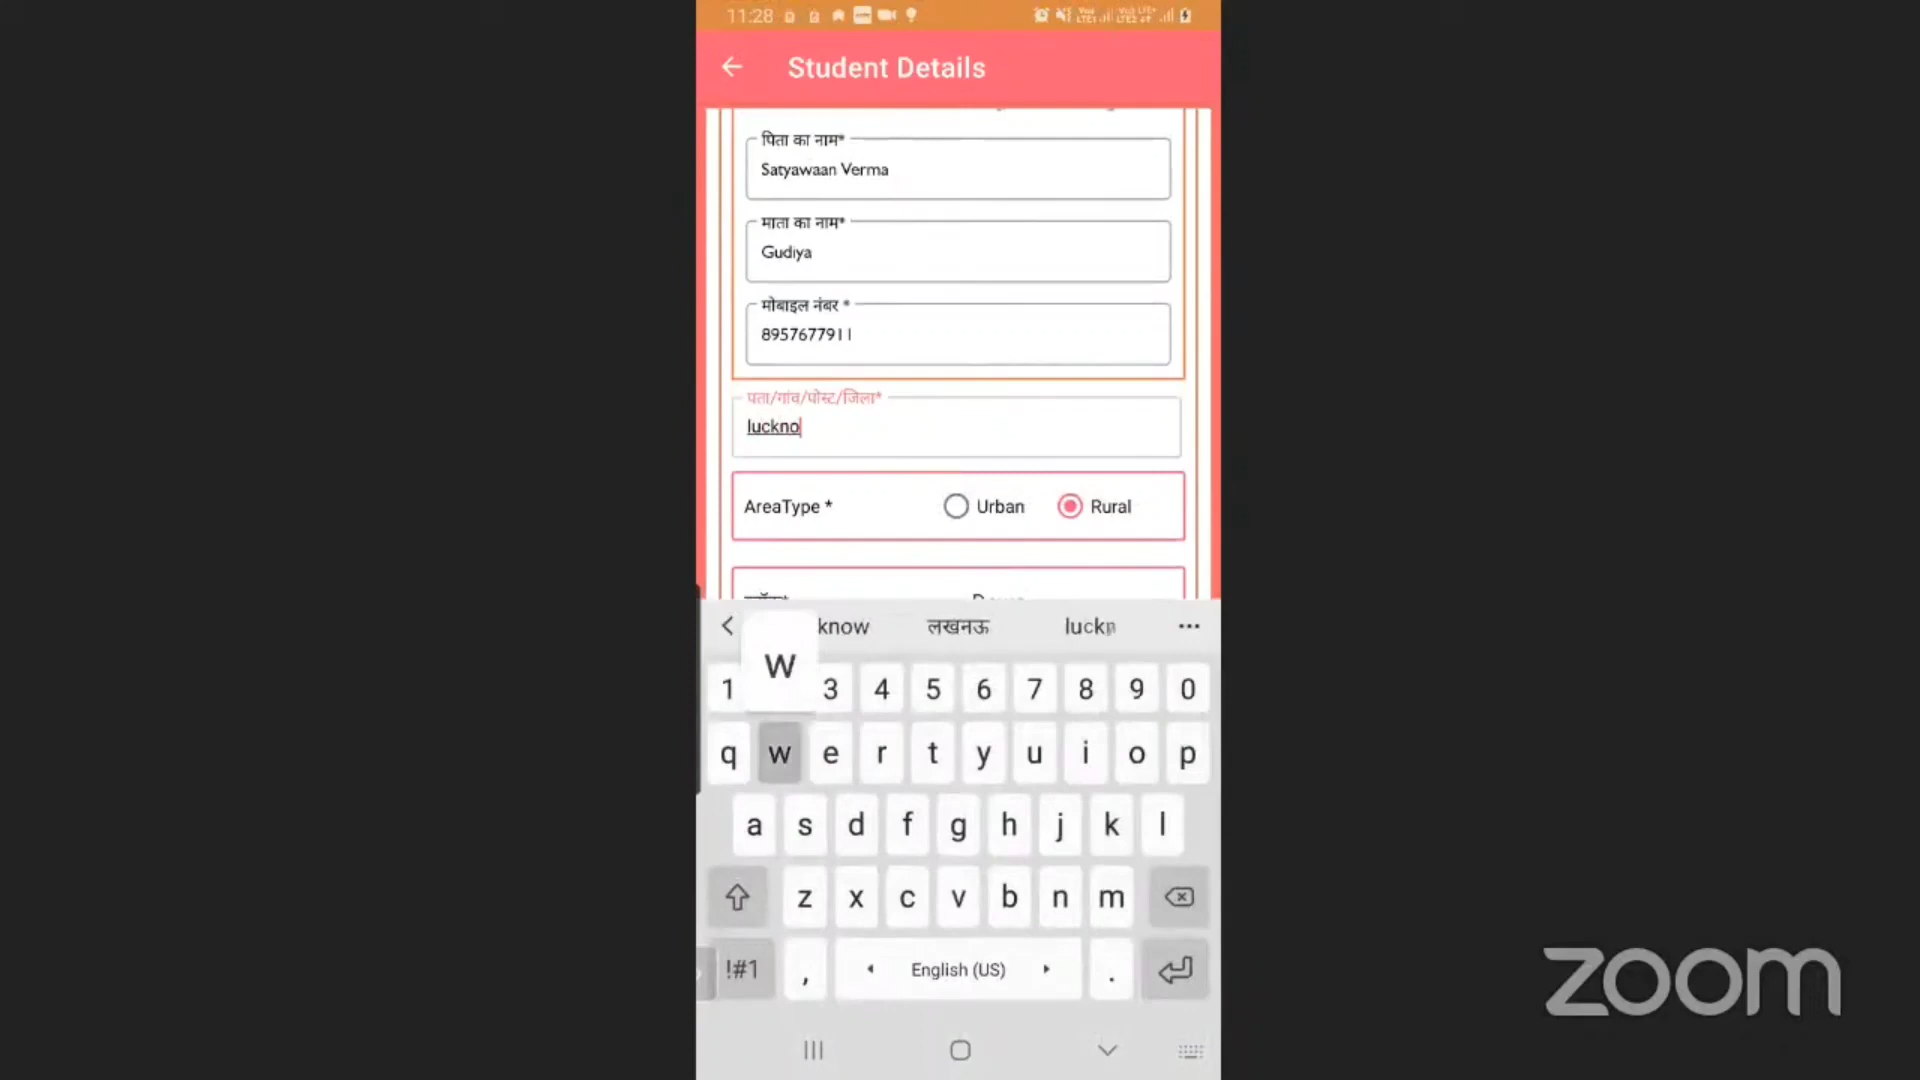 11:28
Student Details
पिता का नाम*
Satyawaan Verma
माता का नाम*
Gudiya
मोबाइल नंबर *
8957677911
पता/गांव/पोस्ट/जिला*
luckno
AreaType *
Urban
Rural
know
लखनऊ
luckn
w
1 3 4 5 6 7 8 9 0
q w e r t y u i o p
a s d f g h j k l
z x c v b n m
!#1 , English (US) .
zoom